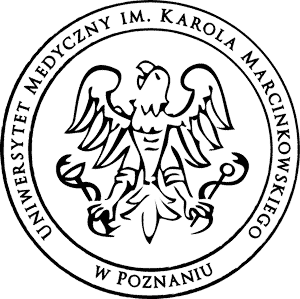 UNIWERSYTET MEDYCZNY IM. KAROLA MARCINKOWSKIEGO
W POZNANIU